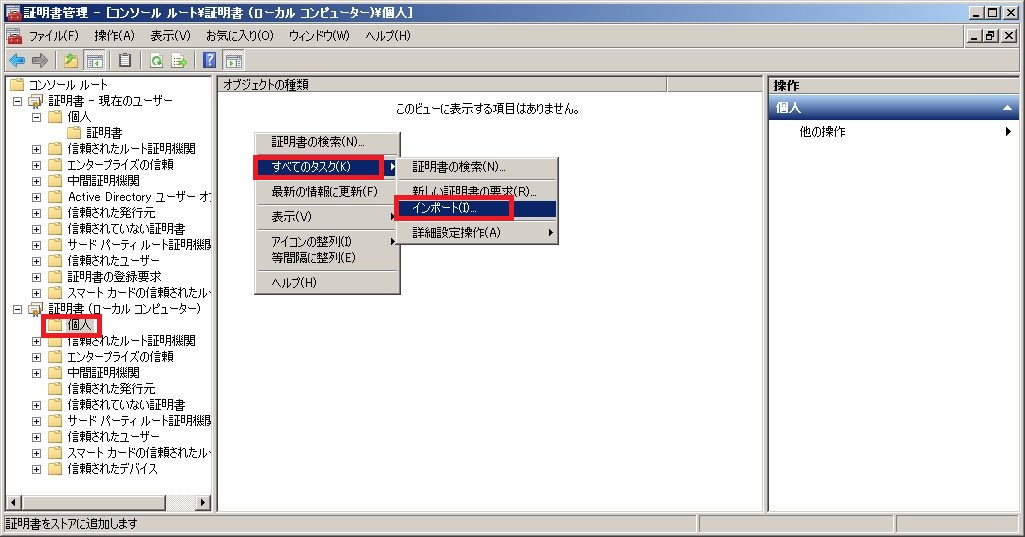 証明書管理 - [コンソール ルート¥証明書 (ローカル コンピューター)¥個人]
ファイル(F) 操作(A) 表示(V) お気に入り(O) ウィンドウ(W) ヘルプ(H)
コンソール ルート
証明書 - 現在のユーザー
個人
証明書
信頼されたルート証明機関
エンタープライズの信頼
中間証明機関
Active Directory ユーザー オ
信頼された発行元
信頼されていない証明書
サード パーティ ルート証明機
信頼されたユーザー
証明書の登録要求
スマート カードの信頼されたル
証明書 (ローカル コンピューター)
個人
信頼されたルート証明機関
エンタープライズの信頼
中間証明機関
信頼された発行元
信頼されていない証明書
サード パーティ ルート証明機
信頼されたユーザー
スマート カードの信頼されたル
信頼されたデバイス
オブジェクトの種類
このビューに表示する項目はありません。
証明書の検索(N)...
すべてのタスク(K)
最新の情報に更新(F)
表示(V)
アイコンの整列(I)
等間隔に整列(E)
ヘルプ(H)
証明書の検索(N)...
新しい証明書の要求(R)...
インポート(I)...
詳細設定操作(A)
操作
個人
他の操作
証明書をストアに追加します